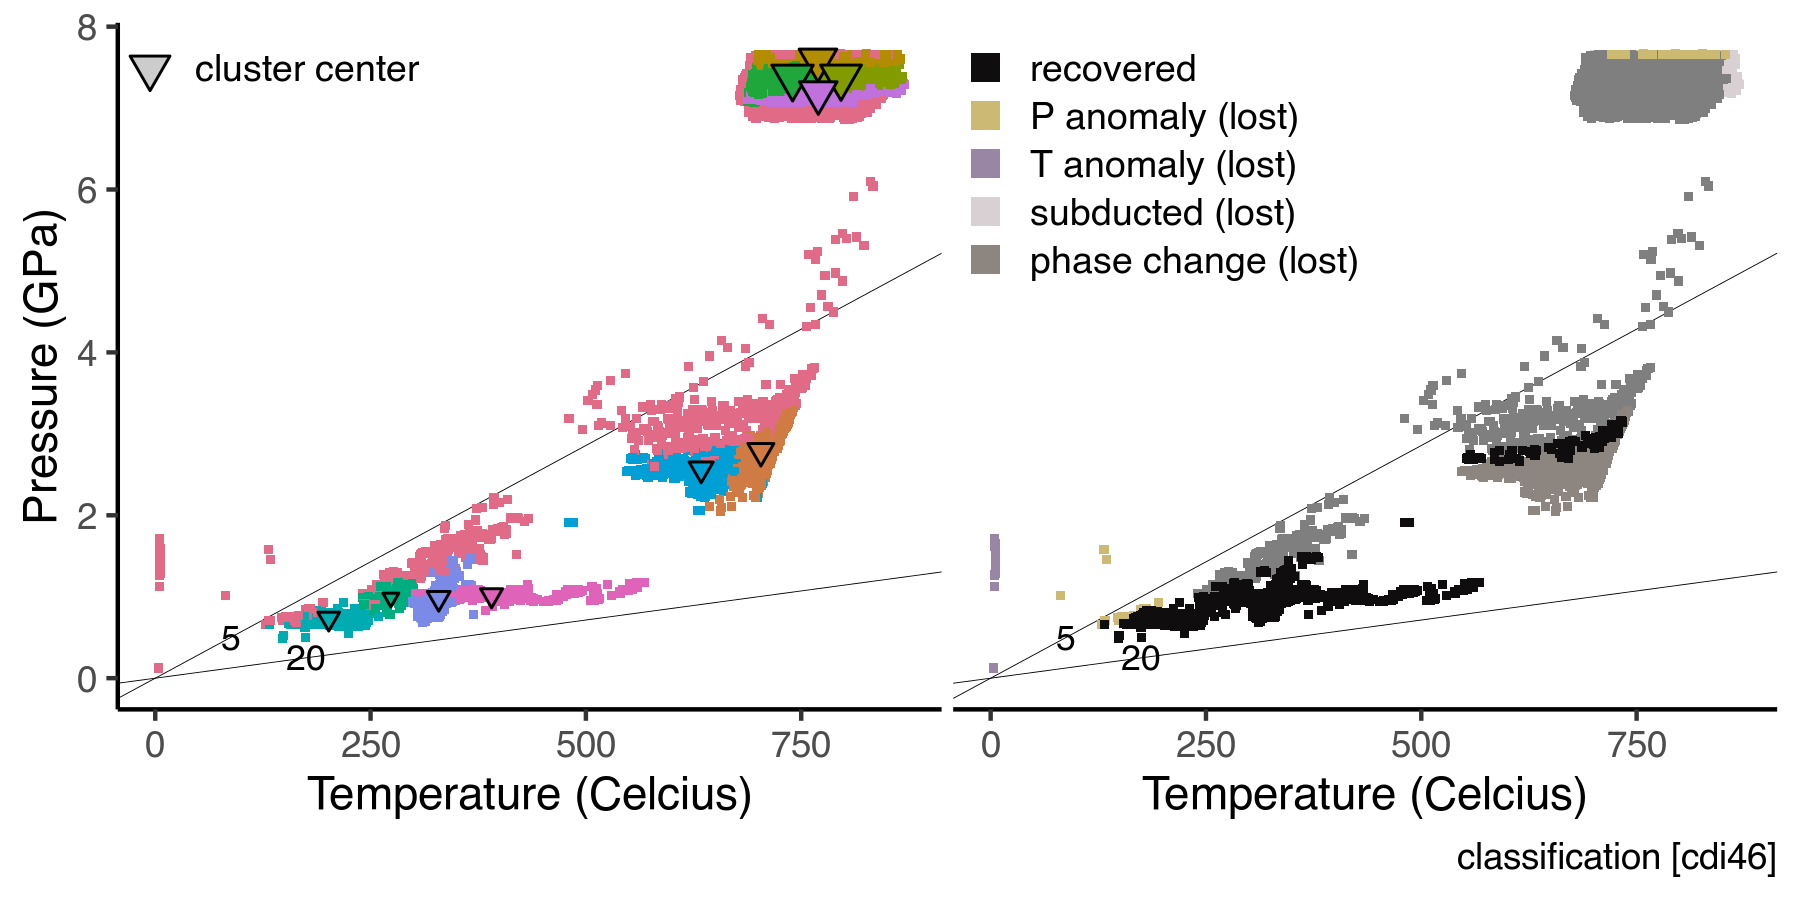 8
6
4
2
0
Pressure (GPa)
cluster center
5
20
0
250
500
750
Temperature (Celcius)
recovered
P anomaly (lost)
T anomaly (lost)
subducted (lost)
phase change (lost)
5
20
0
250
500
750
Temperature (Celcius)
classification [cdi46]